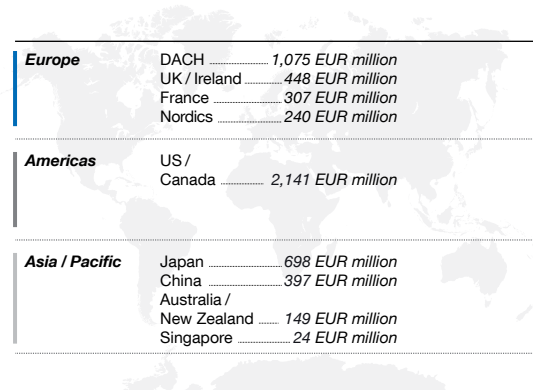 Europe DACH 1,075 EUR million
UK / Ireland 448 EUR million
France 307 EUR million
Nordics 240 EUR million
Americas US /
Canada 2,141 EUR million
Asia / Pacific Japan 698 EUR million
China 397 EUR million
Australia /
New Zealand 149 EUR million
Singapore 24 EUR million